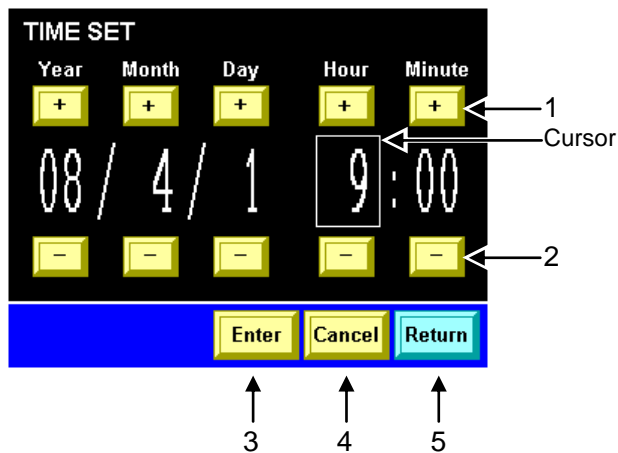 TIME SET
Year Month Day Hour Minute
+ + + + +
1
Cursor
08 / 4 / 1 9 : 00
− − − − −
2
Enter Cancel Return
3 4 5